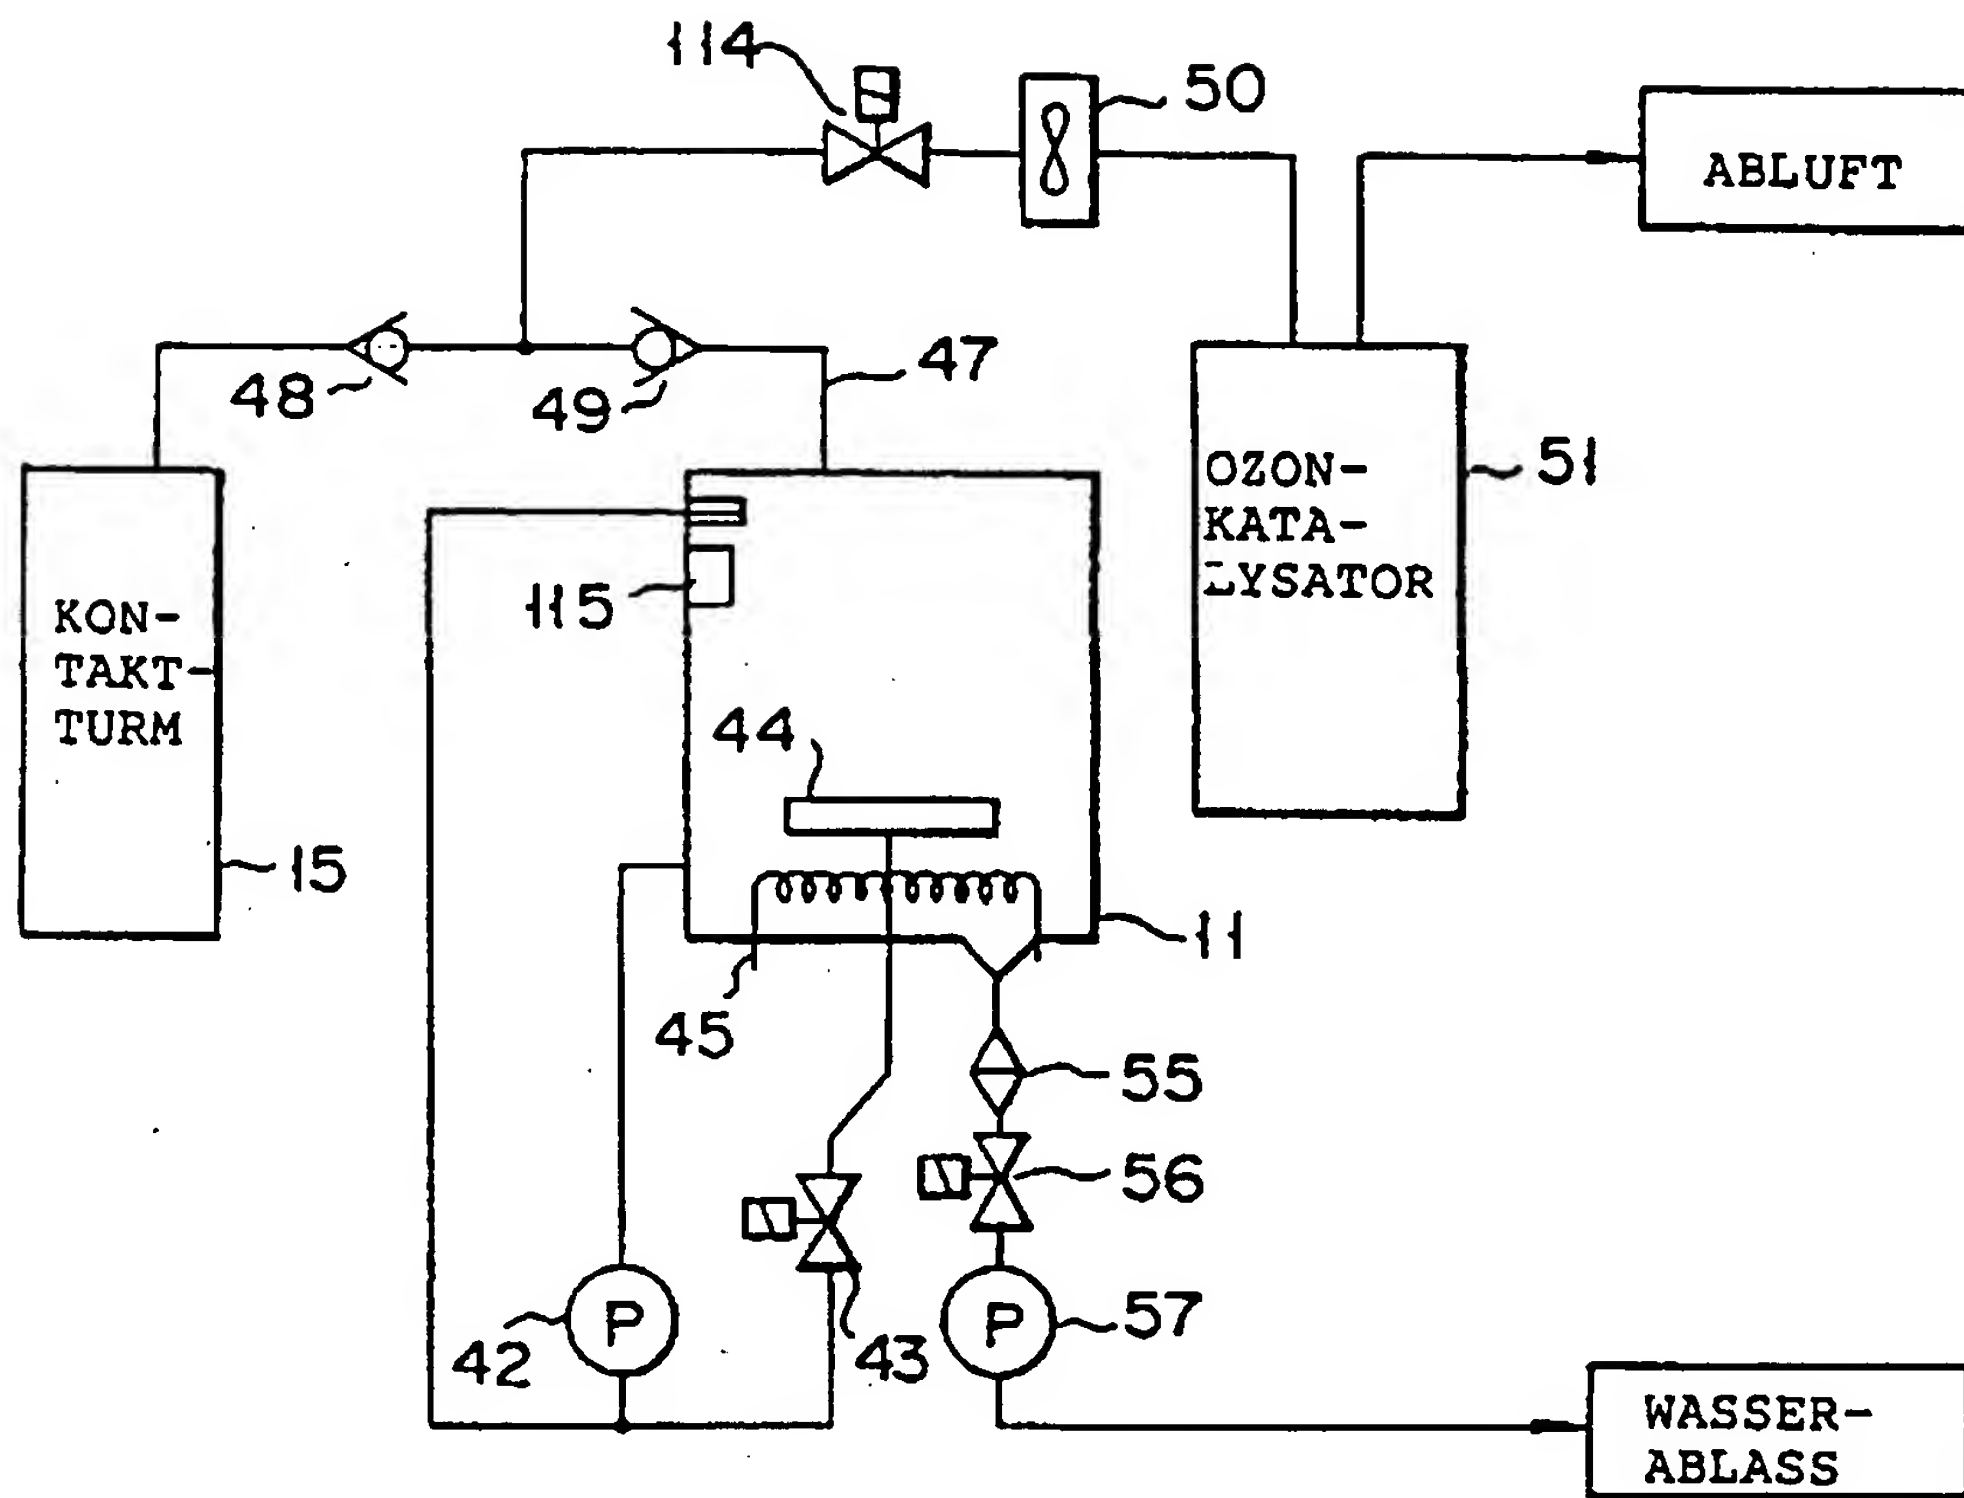 114
50
ABLUFT
47
48
49
OZON-
KATA-
LYSATOR
51
115
KON-
TAKT-
TURM
44
15
11
45
55
56
P
42
43
P
57
WASSER-
ABLASS